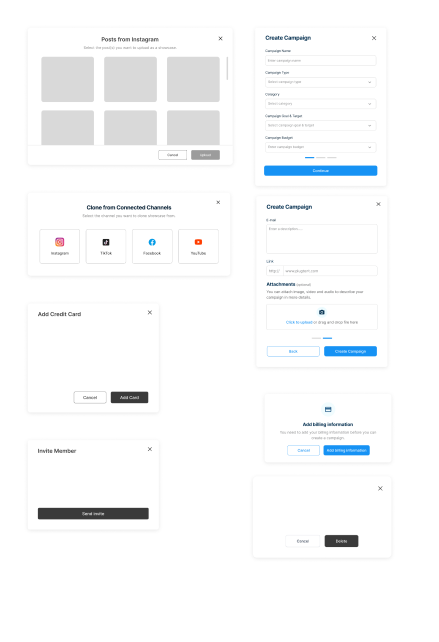 Posts from Instagram
Select the post(s) you want to upload as a showcase.
Cancel
Upload
Clone from Connected Channels
Select the channel you want to clone showcase from.
Instagram
TikTok
Facebook
YouTube
Add Credit Card
Cancel
Add Card
Invite Member
Send Invite
Create Campaign
Campaign Name
Enter campaign name
Campaign Type
Select campaign type
Category
Select category
Campaign Goal & Target
Select campaign goal & target
Campaign Budget
Enter campaign budget
Continue
Create Campaign
E-mail
Enter a description...
Link
http://
Attachments (optional)
You can attach image, video and audio to describe your
campaign in more details.
Click to upload or drag and drop file here
Back
Create Campaign
Add billing information
You need to add your billing information before you can
create a campaign.
Cancel
Add billing information
Cancel
Delete